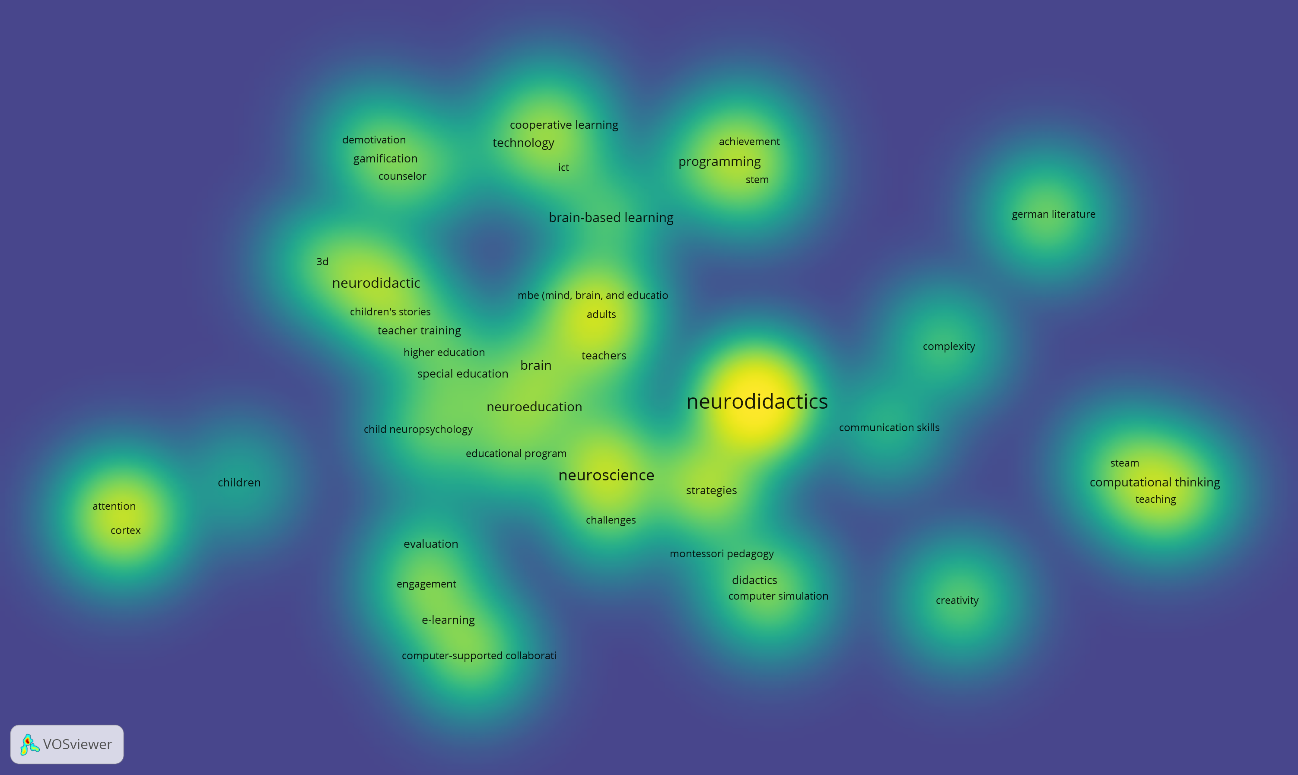 cooperative learning
demotivation
technology
achievement
gamification
programming
ict
counselor
stem
german literature
brain-based learning
3d
neurodidactic
mbe (mind, brain, and educatio
children's stories
adults
teacher training
complexity
higher education
teachers
brain
special education
neurodidactics
neuroeducation
child neuropsychology
communication skills
educational program
steam
neuroscience
children
computational thinking
strategies
teaching
attention
challenges
cortex
evaluation
montessori pedagogy
engagement
didactics
computer simulation
creativity
e-learning
computer-supported collaborati
VOSviewer